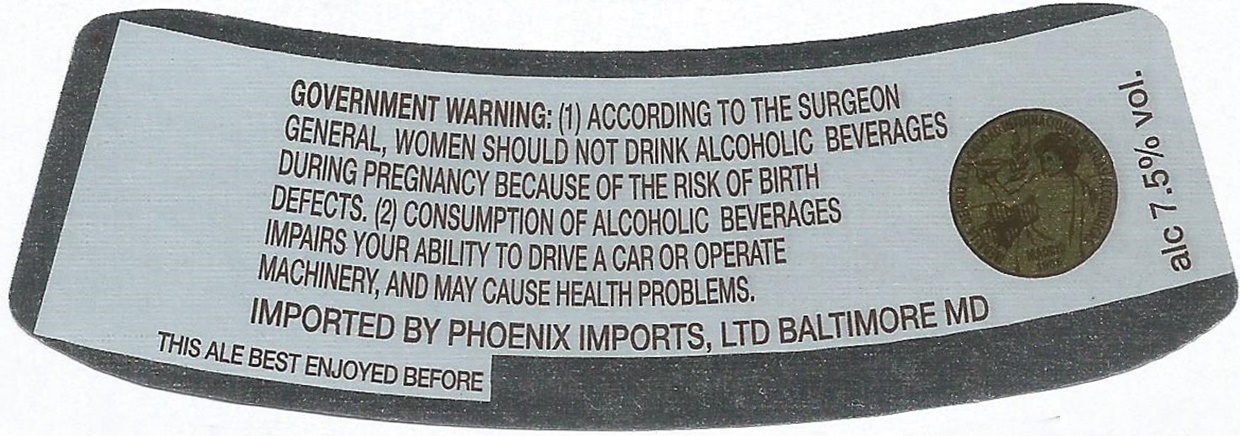 GOVERNMENT WARNING: (1) ACCORDING TO THE SURGEON
GENERAL, WOMEN SHOULD NOT DRINK ALCOHOLIC BEVERAGES
DURING PREGNANCY BECAUSE OF THE RISK OF BIRTH
DEFECTS. (2) CONSUMPTION OF ALCOHOLIC BEVERAGES
IMPAIRS YOUR ABILITY TO DRIVE A CAR OR OPERATE
MACHINERY, AND MAY CAUSE HEALTH PROBLEMS.
IMPORTED BY PHOENIX IMPORTS, LTD BALTIMORE MD
THIS ALE BEST ENJOYED BEFORE
alc 7.5% vol.